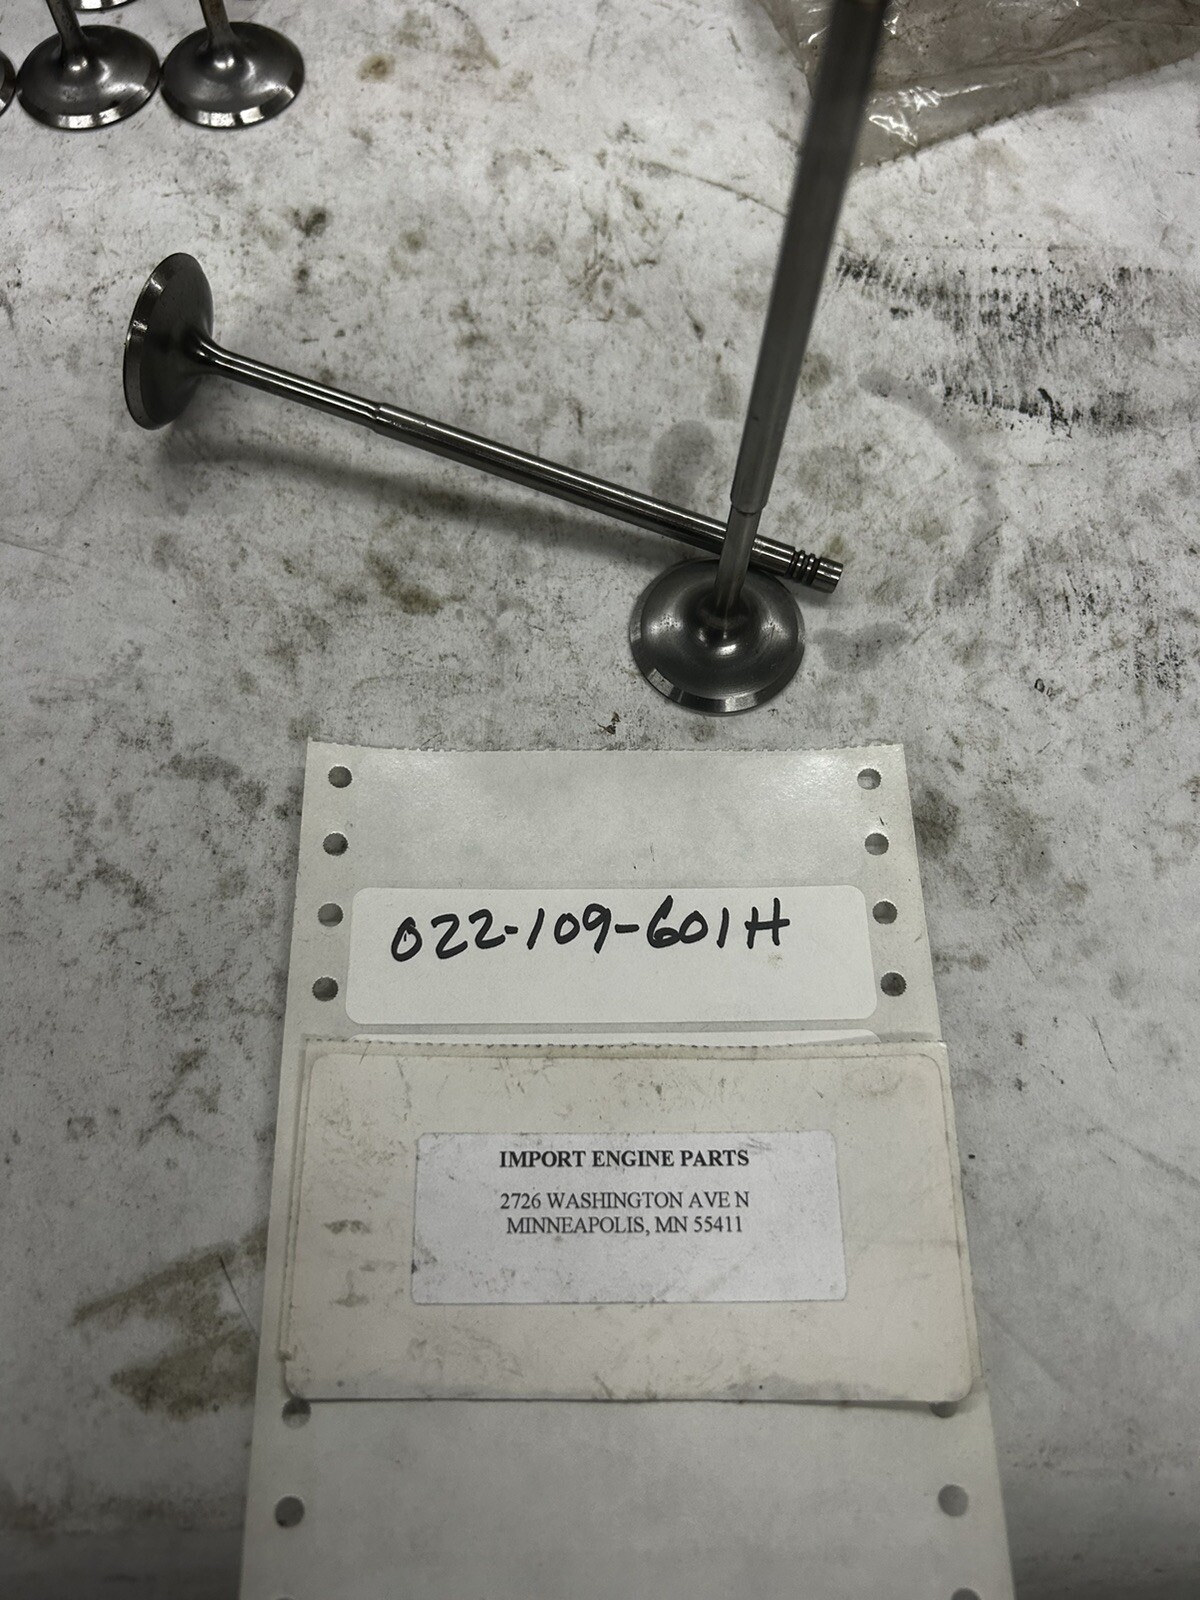 022-109-601H
IMPORT ENGINE PARTS
2726 WASHINGTON AVE N
MINNEAPOLIS, MN 55411